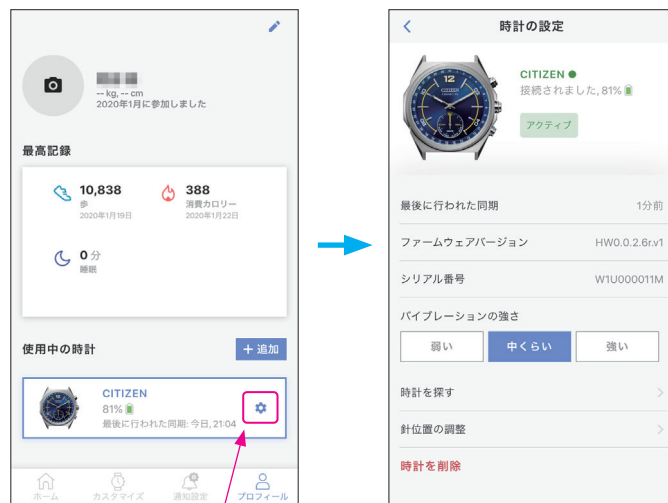 -- kg, -- cm
2020年1月に参加しました
最高記録
10,838
歩
2020年1月19日
388
消費カロリー
2020年1月22日
0 分
睡眠
使用中の時計
+ 追加
CITIZEN
81%
最後に行われた同期: 今日, 21:04
ホーム
カスタマイズ
通知設定
プロフィール
時計の設定
CITIZEN
接続されました, 81%
アクティブ
最後に行われた同期 1分前
ファームウェアバージョン HW0.0.2.6r.v1
シリアル番号 W1U000011M
バイブレーションの強さ
弱い 中くらい 強い
時計を探す
針位置の調整
時計を削除